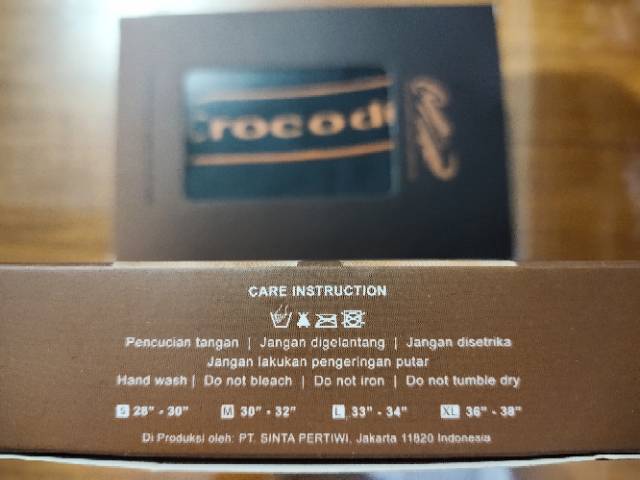 Crocod
CARE INSTRUCTION
Pencucian tangan | Jangan digelantang | Jangan disetrika
Jangan lakukan pengeringan putar
Hand wash | Do not bleach | Do not iron | Do not tumble dry
S 28" - 30" M 30" - 32" L 33" - 34" XL 36" - 38"
Di Produksi oleh: PT. SINTA PERTIWI, Jakarta 11820 Indonesia